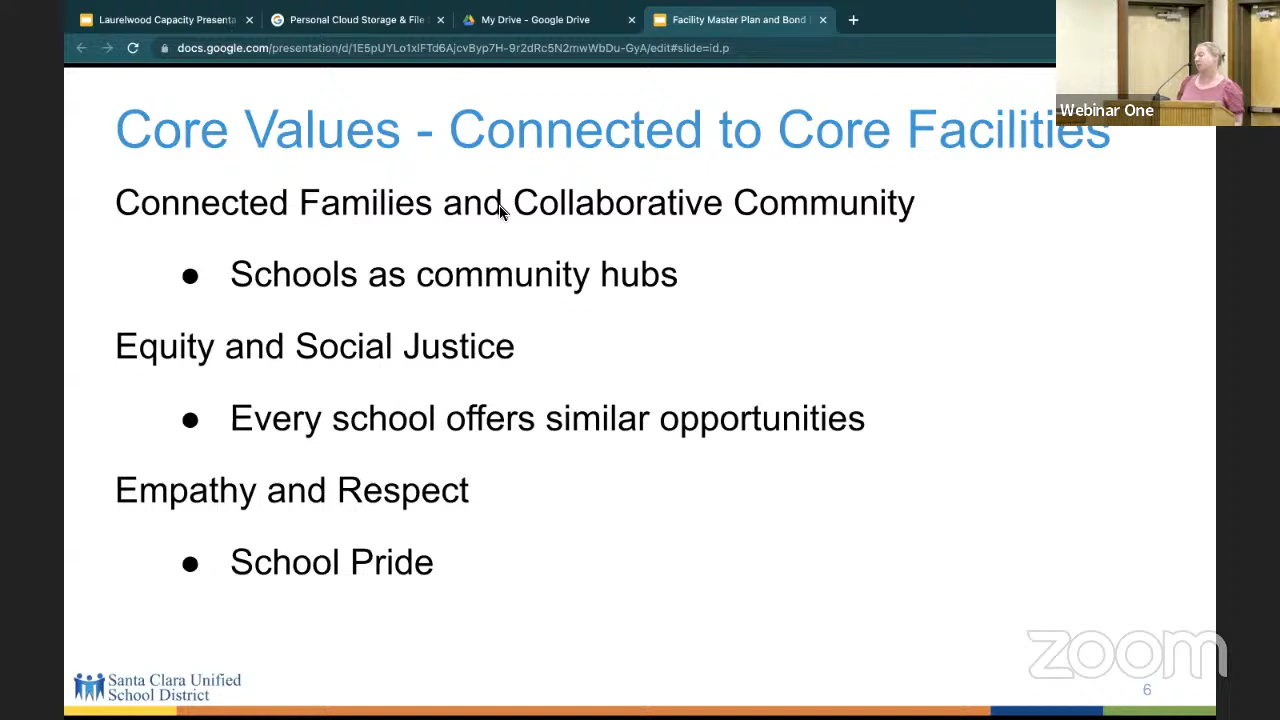 Laurelwood Capacity Presenta
Personal Cloud Storage & File
My Drive - Google Drive
Facility Master Plan and Bond
docs.google.com/presentation/d/1E5pUYLo1xlFTd6AjcvByp7H-9r2dRc5N2mwWbDu-GyA/edit#slide=id.p
Webinar One
Core Values - Connected to Core Facilities
Connected Families and Collaborative Community
● Schools as community hubs
Equity and Social Justice
● Every school offers similar opportunities
Empathy and Respect
● School Pride
zoom
Santa Clara Unified
School District
6